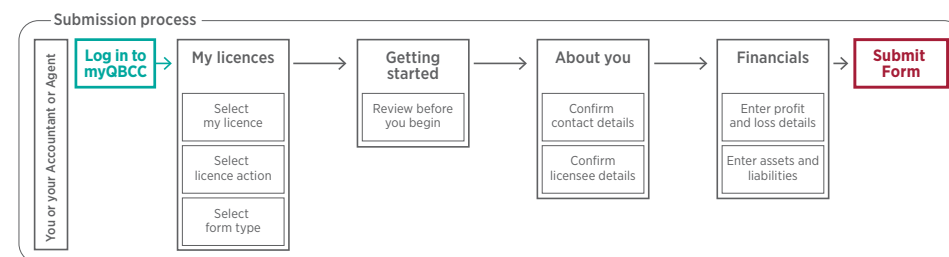 Submission process
You or your Accountant or Agent
Log in to
myQBCC
My licences
Select
my licence
Select
licence action
Select
form type
Getting
started
Review before
you begin
About you
Confirm
contact details
Confirm
licensee details
Financials
Enter profit
and loss details
Enter assets and
liabilities
Submit
Form